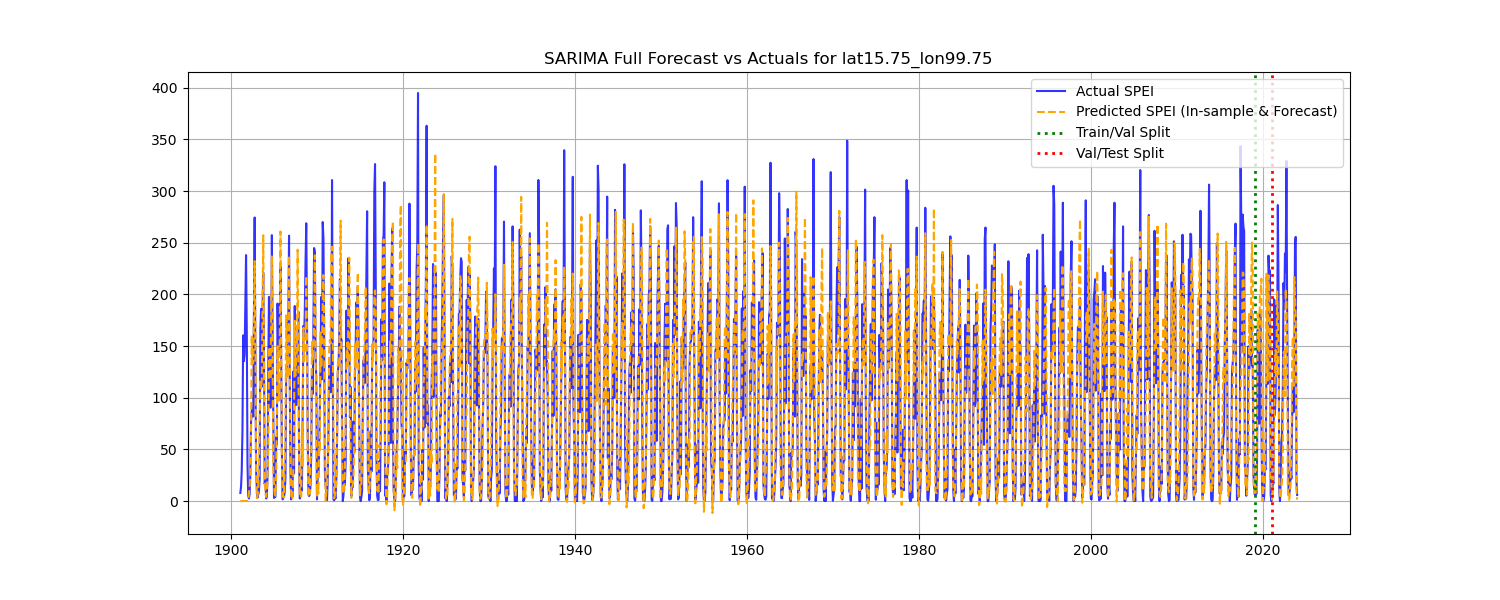 SARIMA Full Forecast vs Actuals for lat15.75_lon99.75
Actual SPEI
Predicted SPEI (In-sample & Forecast)
Train/Val Split
Val/Test Split
400
350
300
250
200
150
100
50
0
1900 1920 1940 1960 1980 2000 2020